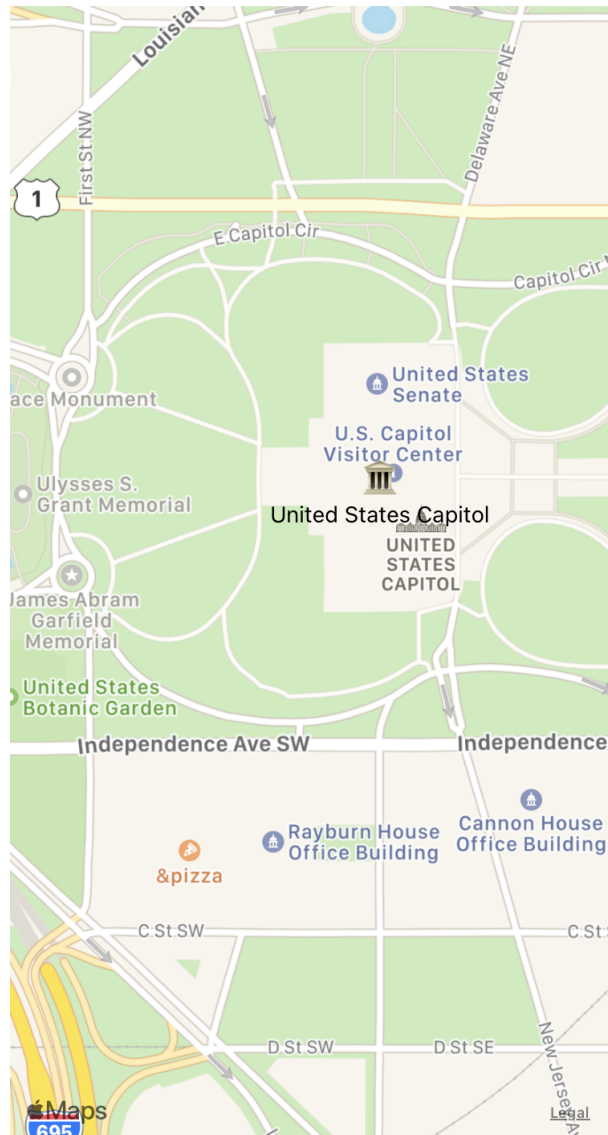 Louisian
Delaware Ave NE
First St NW
1
E Capitol Cir
Capitol Cir N
United States
Senate
ace Monument
U.S. Capitol
Visitor Center
Ulysses S.
Grant Memorial
United States Capitol
UNITED
STATES
CAPITOL
James Abram
Garfield
Memorial
United States
Botanic Garden
Independence Ave SW
Independence
Rayburn House
Office Building
Cannon House
Office Building
&pizza
C St SW
C St S
D St SW
D St SE
New Jersey Av
Maps
Legal
695